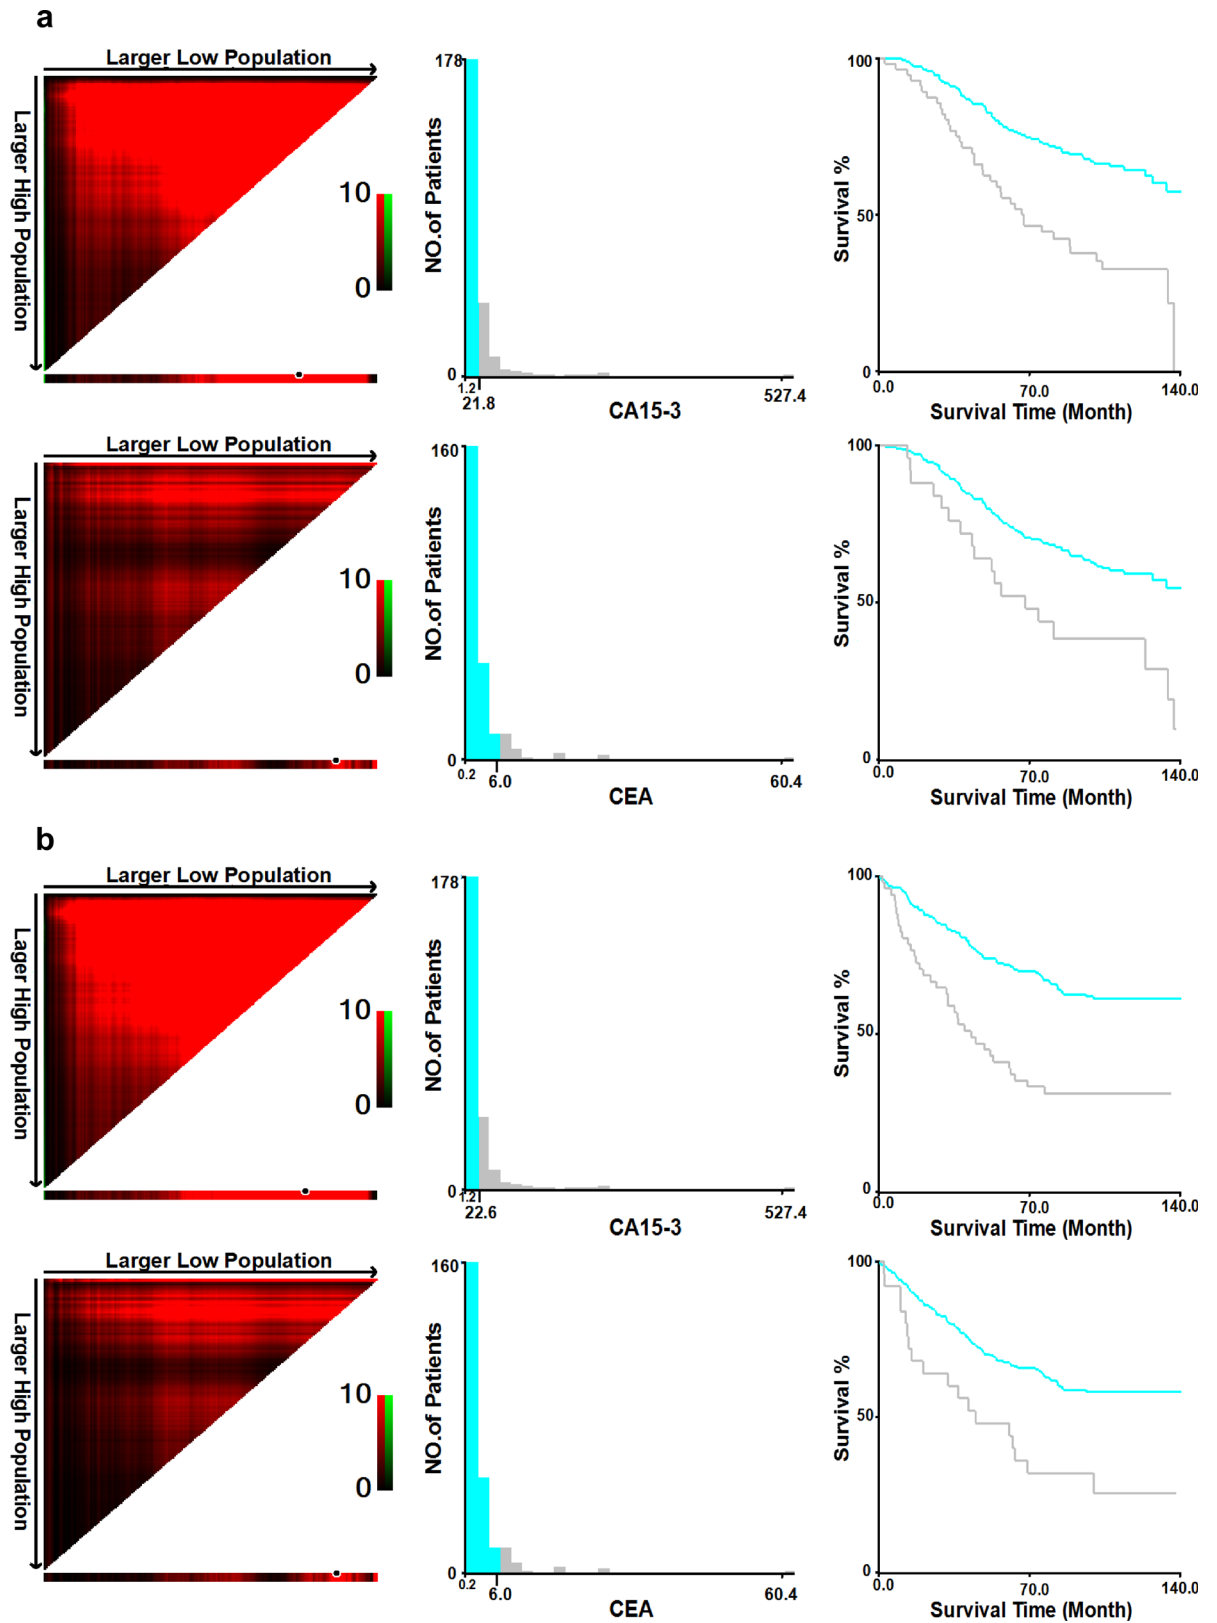 a
Larger Low Population
Larger High Population
10
0
178
NO.of Patients
0
1.2
21.8
CA15-3
527.4
100
Survival %
50
0
0.0
70.0
140.0
Survival Time (Month)
Larger Low Population
Larger High Population
10
0
160
NO.of Patients
0
0.2
6.0
CEA
60.4
100
Survival %
50
0
0.0
70.0
140.0
Survival Time (Month)
b
Larger Low Population
Lager High Population
10
0
178
NO.of Patients
0
1.2
22.6
CA15-3
527.4
100
Survival %
50
0
0.0
70.0
140.0
Survival Time (Month)
Larger Low Population
Larger High Population
10
0
160
NO.of Patients
0
0.2
6.0
CEA
60.4
100
Survival %
50
0
0.0
70.0
140.0
Survival Time (Month)